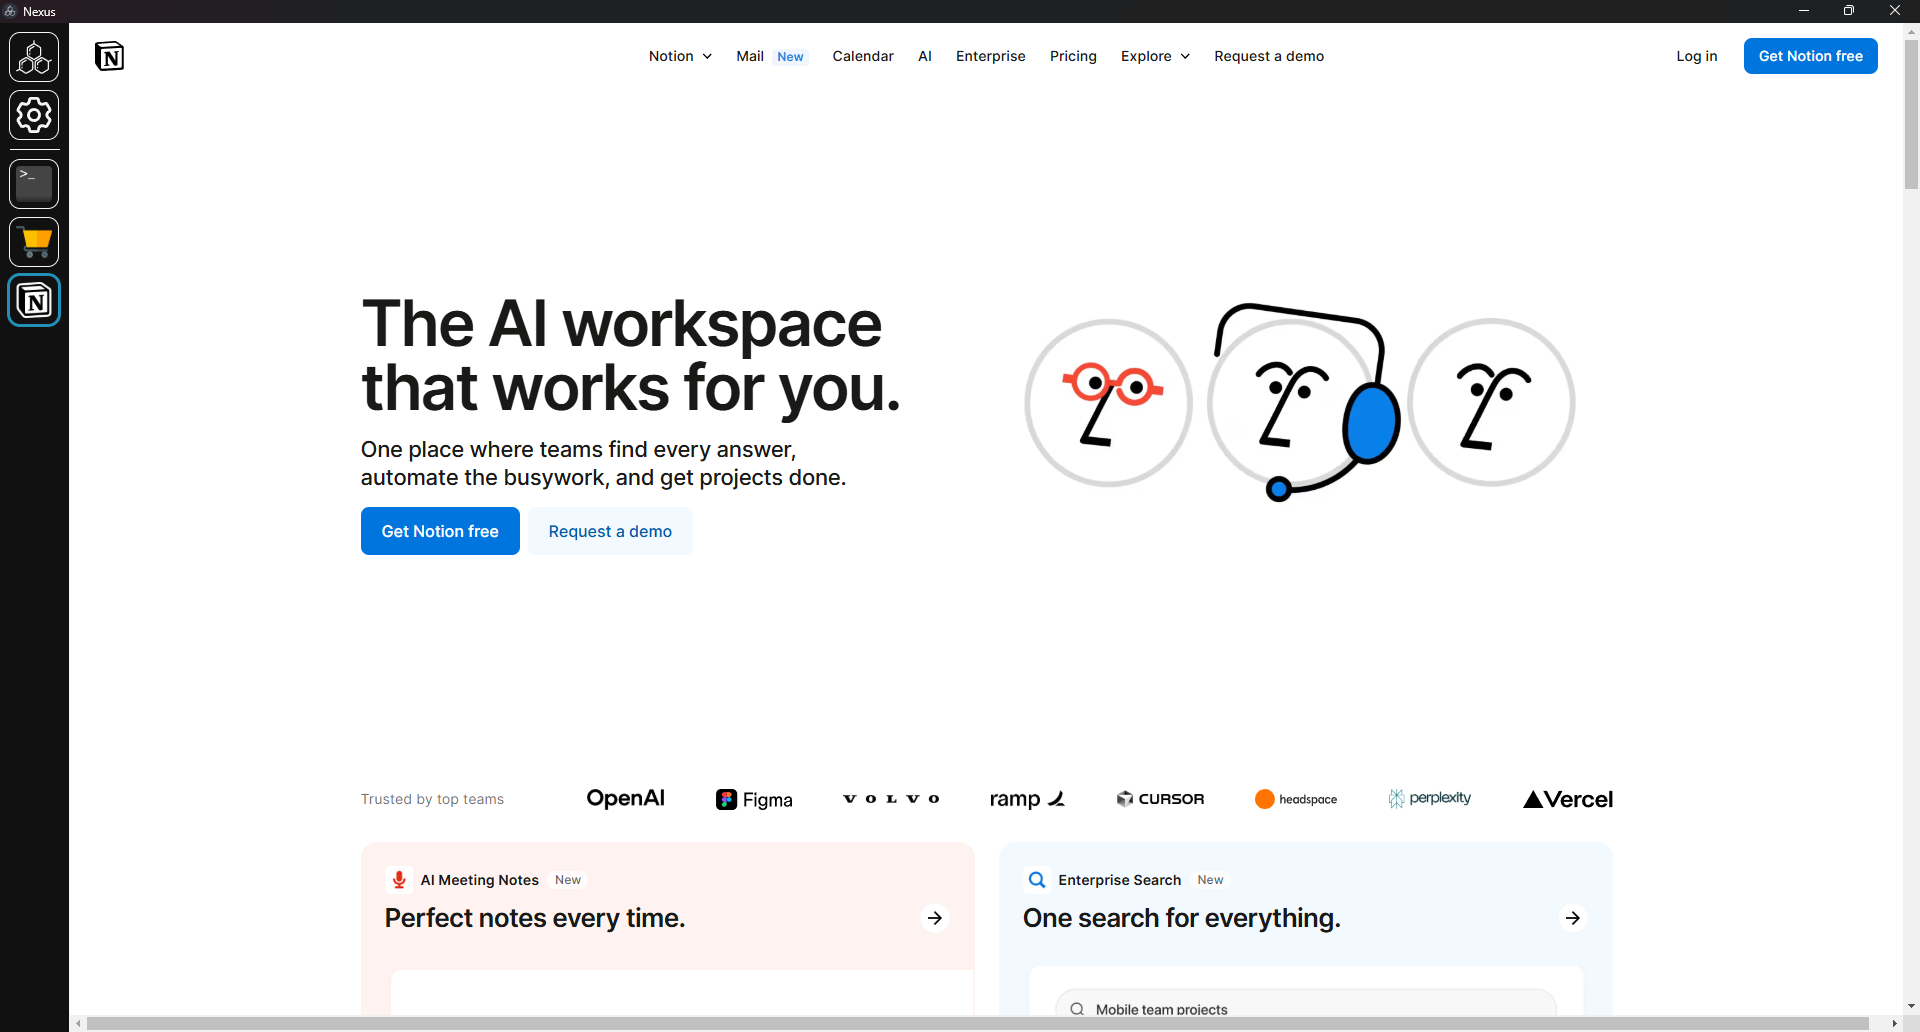 Nexus
Notion Mail New Calendar AI Enterprise Pricing Explore Request a demo Log in Get Notion free
>_
N
The AI workspace
that works for you.
One place where teams find every answer,
automate the busywork, and get projects done.
Get Notion free Request a demo
Trusted by top teams OpenAI Figma VOLVO ramp CURSOR headspace perplexity Vercel
AI Meeting Notes New
Perfect notes every time.
Enterprise Search New
One search for everything.
Mobile team projects